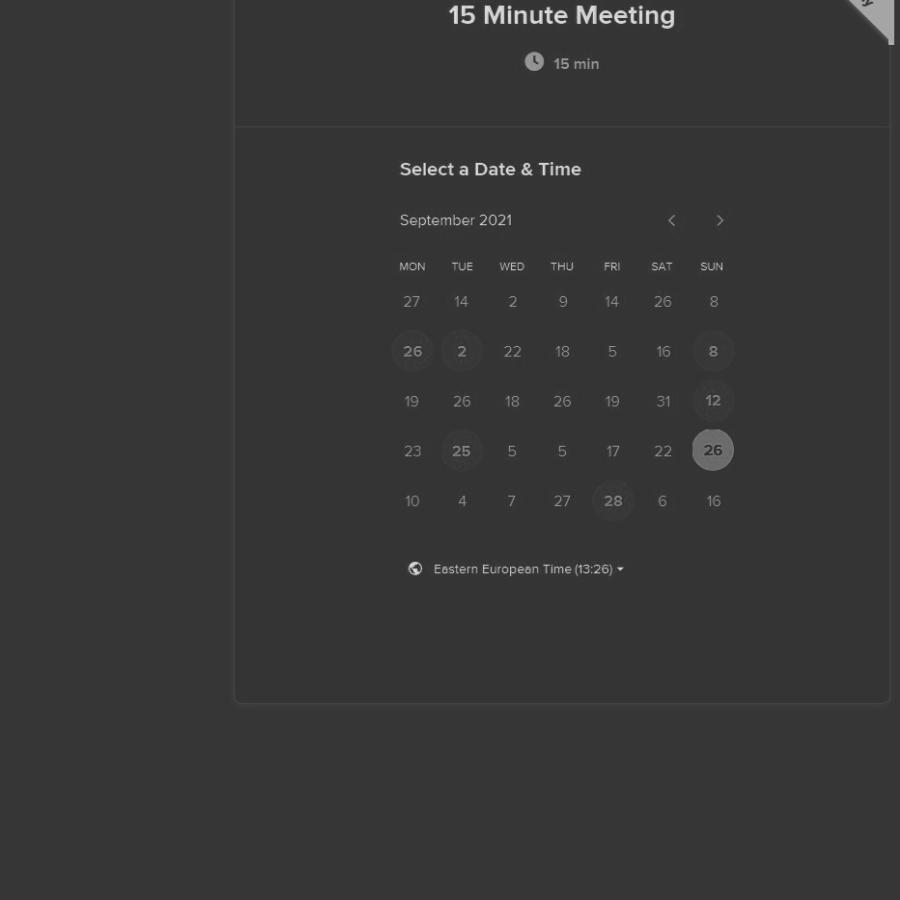 15 Minute Meeting
15 min
Select a Date & Time
September 2021
MON TUE WED THU FRI SAT SUN
27 14 2 9 14 26 8
26 2 22 18 5 16 8
19 26 18 26 19 31 12
23 25 5 5 17 22 26
10 4 7 27 28 6 16
Eastern European Time (13:26)